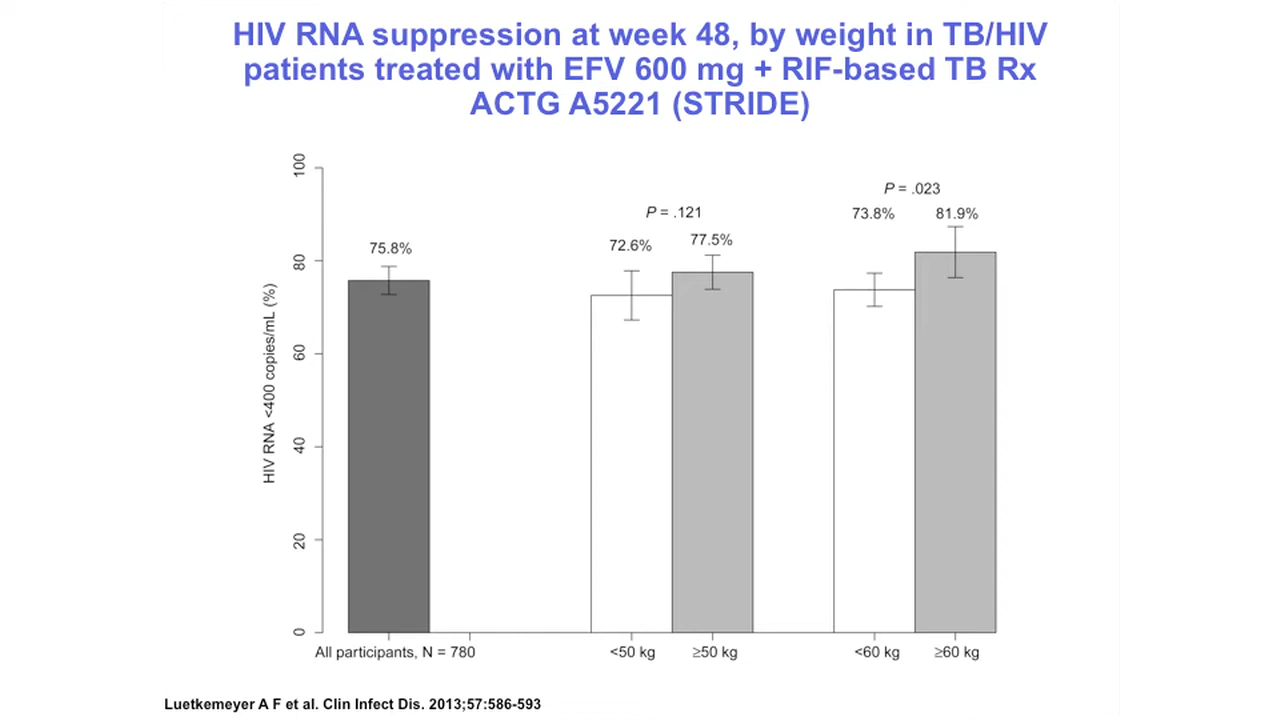 HIV RNA suppression at week 48, by weight in TB/HIV
patients treated with EFV 600 mg + RIF-based TB Rx
ACTG A5221 (STRIDE)
HIV RNA <400 copies/mL (%)
100
80
60
40
20
0
75.8%
P = .121
72.6% 77.5%
P = .023
73.8% 81.9%
All participants, N = 780 <50 kg ≥50 kg <60 kg ≥60 kg
Luetkemeyer A F et al. Clin Infect Dis. 2013;57:586-593